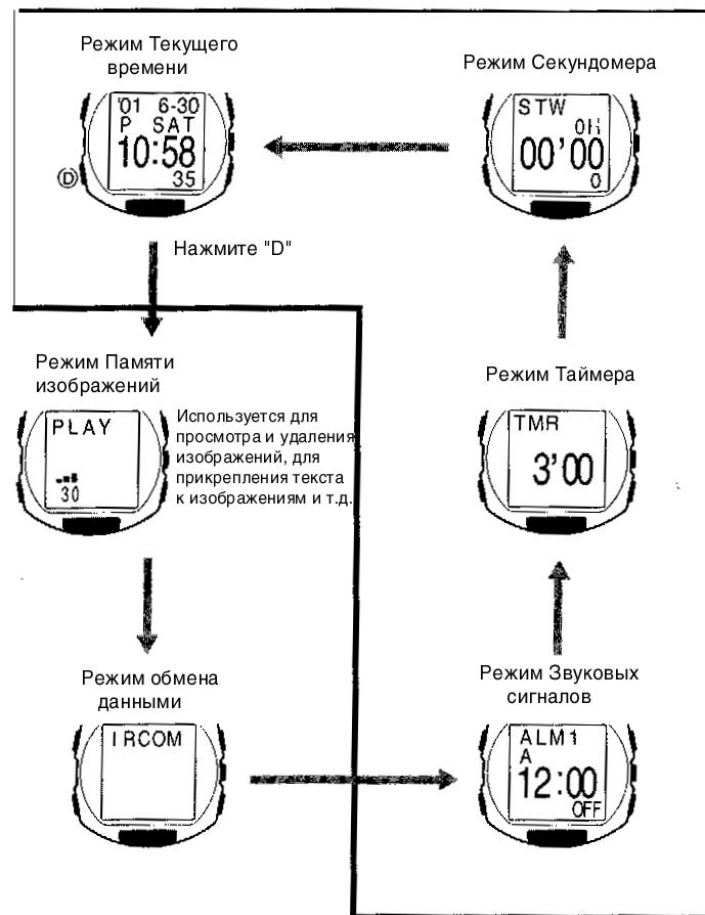 Режим Текущего
времени
'01 6-30
P SAT
10:58
35
D
Нажмите "D"
Режим Памяти
изображений
PLAY
30
Используется для
просмотра и удаления
изображений, для
прикрепления текста
к изображениям и т.д.
Режим обмена
данными
IRCOM
Режим Звуковых
сигналов
ALM1
A
12:00
OFF
Режим Таймера
TMR
3'00
Режим Секундомера
STW
0H
00'00
0